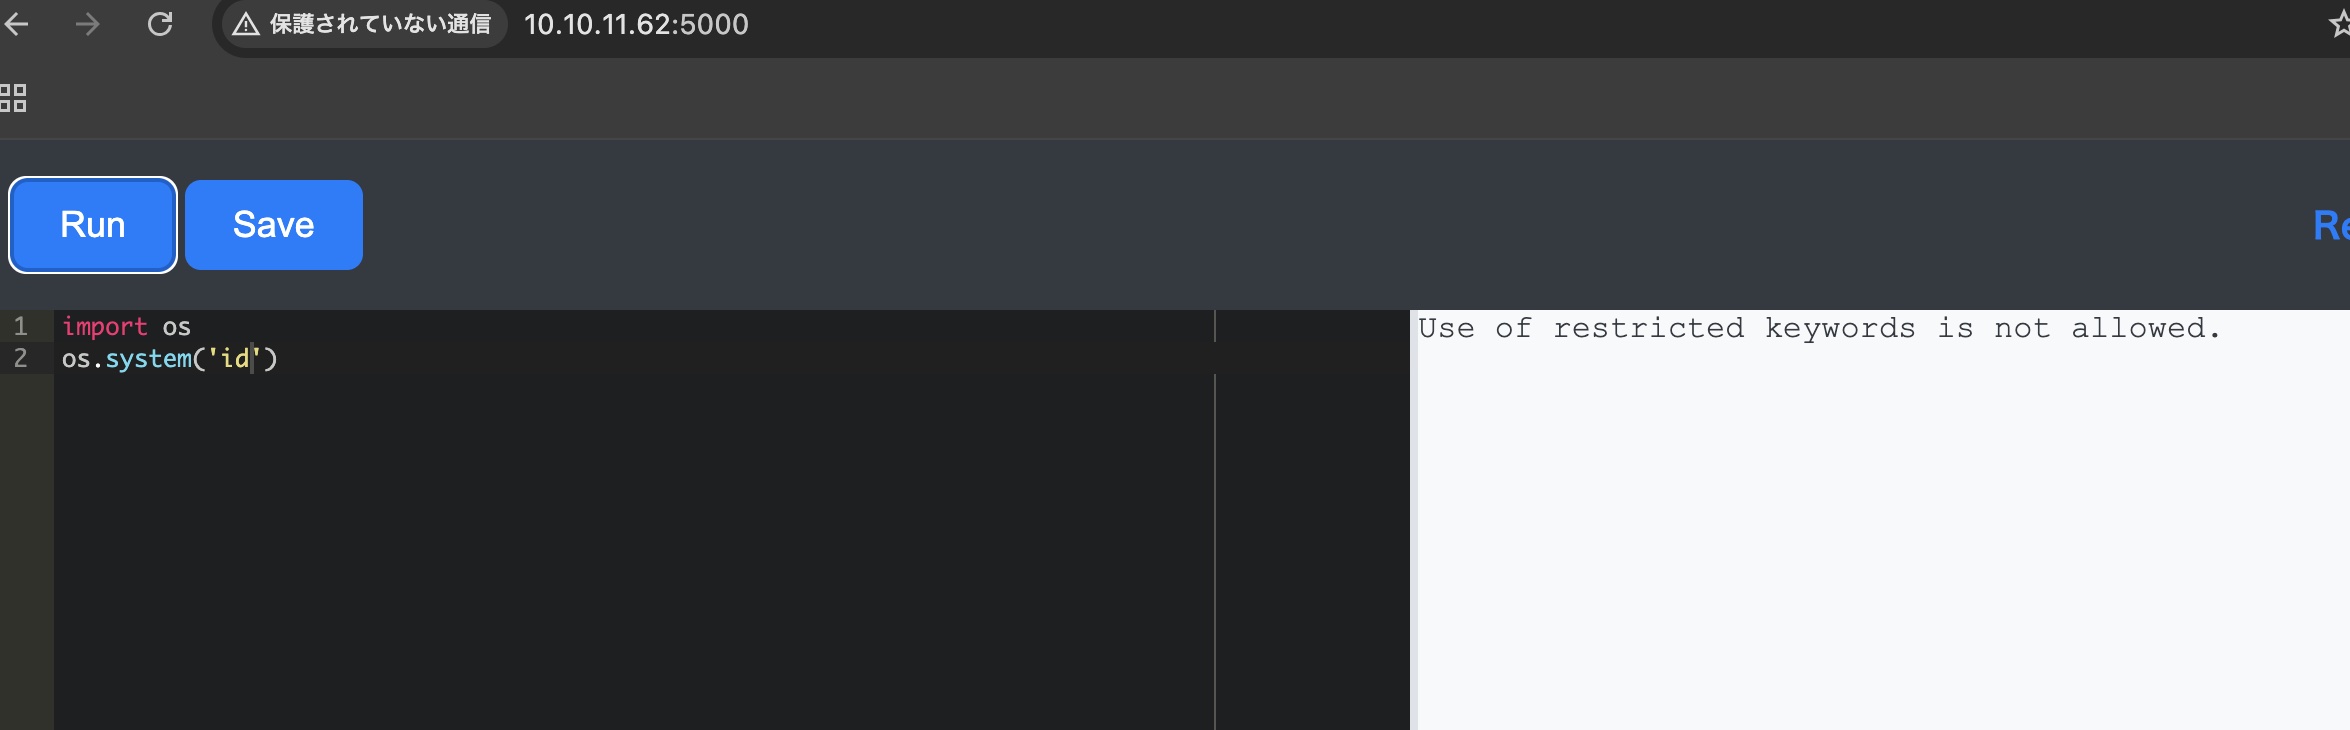 保護されていない通信 10.10.11.62:5000
Run Save Re
1 import os
2 os.system('id')
Use of restricted keywords is not allowed.